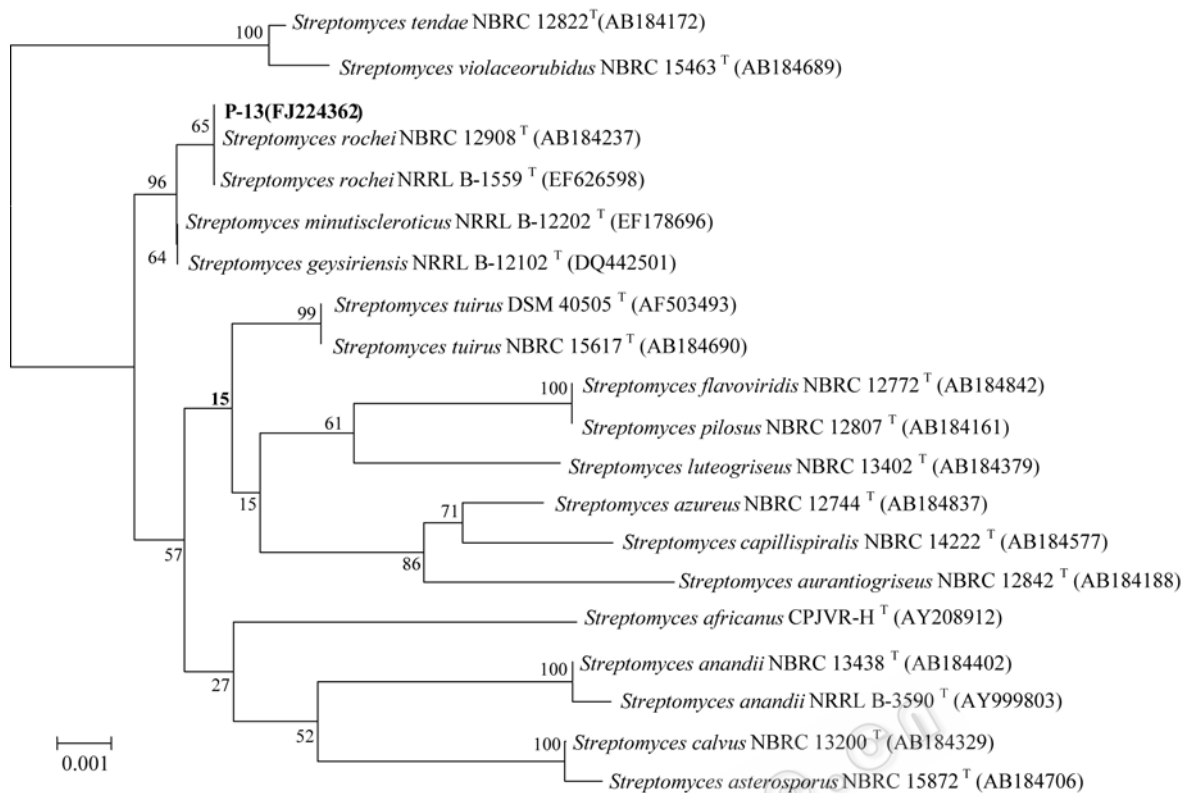 Streptomyces tendae NBRC 12822T(AB184172)
100
Streptomyces violaceorubidus NBRC 15463 T (AB184689)
P-13(FJ224362)
65
Streptomyces rochei NBRC 12908 T (AB184237)
Streptomyces rochei NRRL B-1559 T (EF626598)
96
Streptomyces minutiscleroticus NRRL B-12202 T (EF178696)
64
Streptomyces geysiriensis NRRL B-12102 T (DQ442501)
Streptomyces tuirus DSM 40505 T (AF503493)
99
Streptomyces tuirus NBRC 15617 T (AB184690)
Streptomyces flavoviridis NBRC 12772 T (AB184842)
100
15
Streptomyces pilosus NBRC 12807 T (AB184161)
61
Streptomyces luteogriseus NBRC 13402 T (AB184379)
15
Streptomyces azureus NBRC 12744 T (AB184837)
71
Streptomyces capillispiralis NBRC 14222 T (AB184577)
57
86
Streptomyces aurantiogriseus NBRC 12842 T (AB184188)
Streptomyces africanus CPJVR-H T (AY208912)
Streptomyces anandii NBRC 13438 T (AB184402)
100
27
Streptomyces anandii NRRL B-3590 T (AY999803)
52
Streptomyces calvus NBRC 13200 T (AB184329)
100
0.001
Streptomyces asterosporus NBRC 15872 T (AB184706)